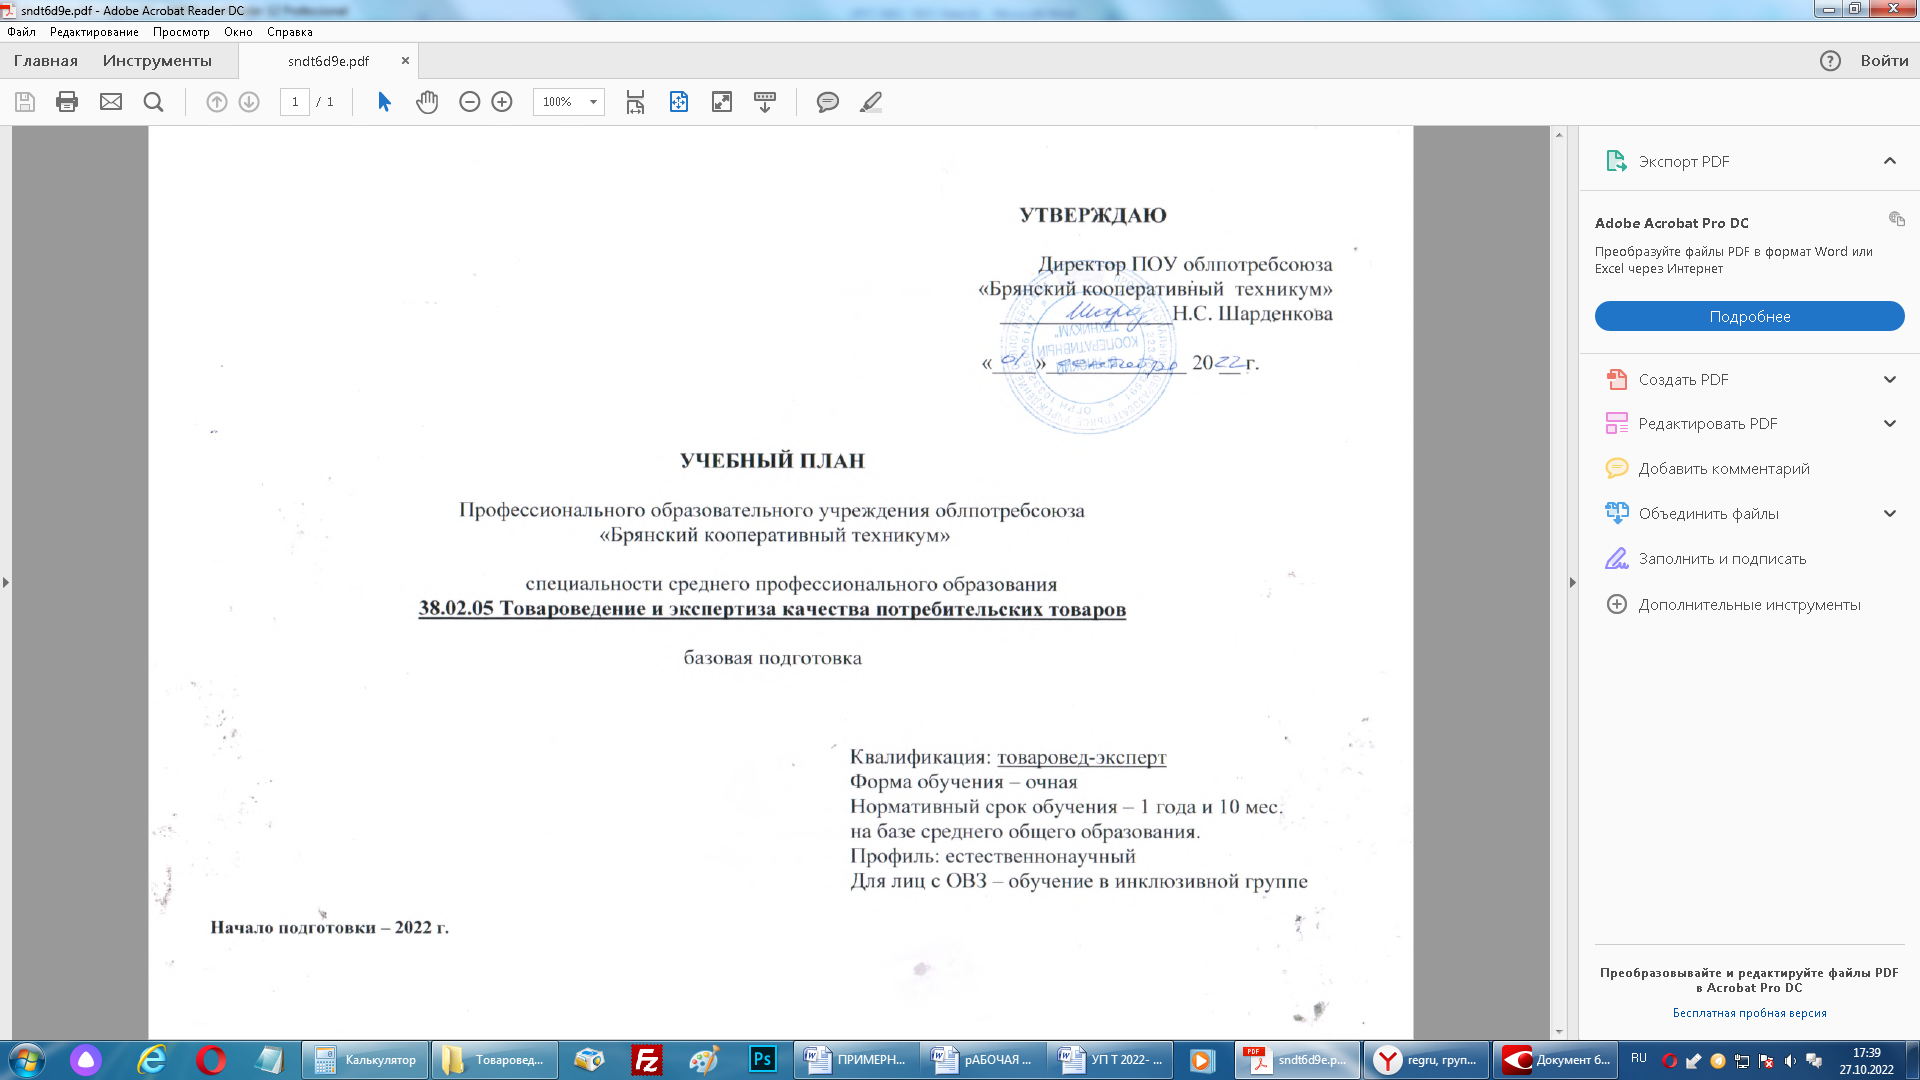 sndt6d9e.pdf - Adobe Acrobat Reader DC
Файл Редактирование Просмотр Окно Справка
Главная Инструменты sndt6d9e.pdf Войти
1 / 1 100%
УТВЕРЖДАЮ
Директор ПОУ облпотребсоюза
«Брянский кооперативный техникум»
Н.С. Шарденкова
«01» сентября 2022 г.
КООПЕРАТИВНЫЙ
ТЕХНИКУМ"
УЧЕБНЫЙ ПЛАН
Профессионального образовательного учреждения облпотребсоюза
«Брянский кооперативный техникум»
специальности среднего профессионального образования
38.02.05 Товароведение и экспертиза качества потребительских товаров
базовая подготовка
Квалификация: товаровед-эксперт
Форма обучения – очная
Нормативный срок обучения – 1 года и 10 мес.
на базе среднего общего образования.
Профиль: естественнонаучный
Для лиц с ОВЗ – обучение в инклюзивной группе
Начало подготовки – 2022 г.
Экспорт PDF
Adobe Acrobat Pro DC
Преобразуйте файлы PDF в формат Word или
Excel через Интернет
Подробнее
Создать PDF
Редактировать PDF
Добавить комментарий
Объединить файлы
Заполнить и подписать
Дополнительные инструменты
Преобразовывайте и редактируйте файлы PDF
в Acrobat Pro DC
Бесплатная пробная версия
Калькулятор Товаровед... Ps ПРИМЕРН... рАБОЧАЯ ... УП Т 2022- ... sndt6d9e.p... regru, груп... Документ б... RU 17:39
27.10.2022